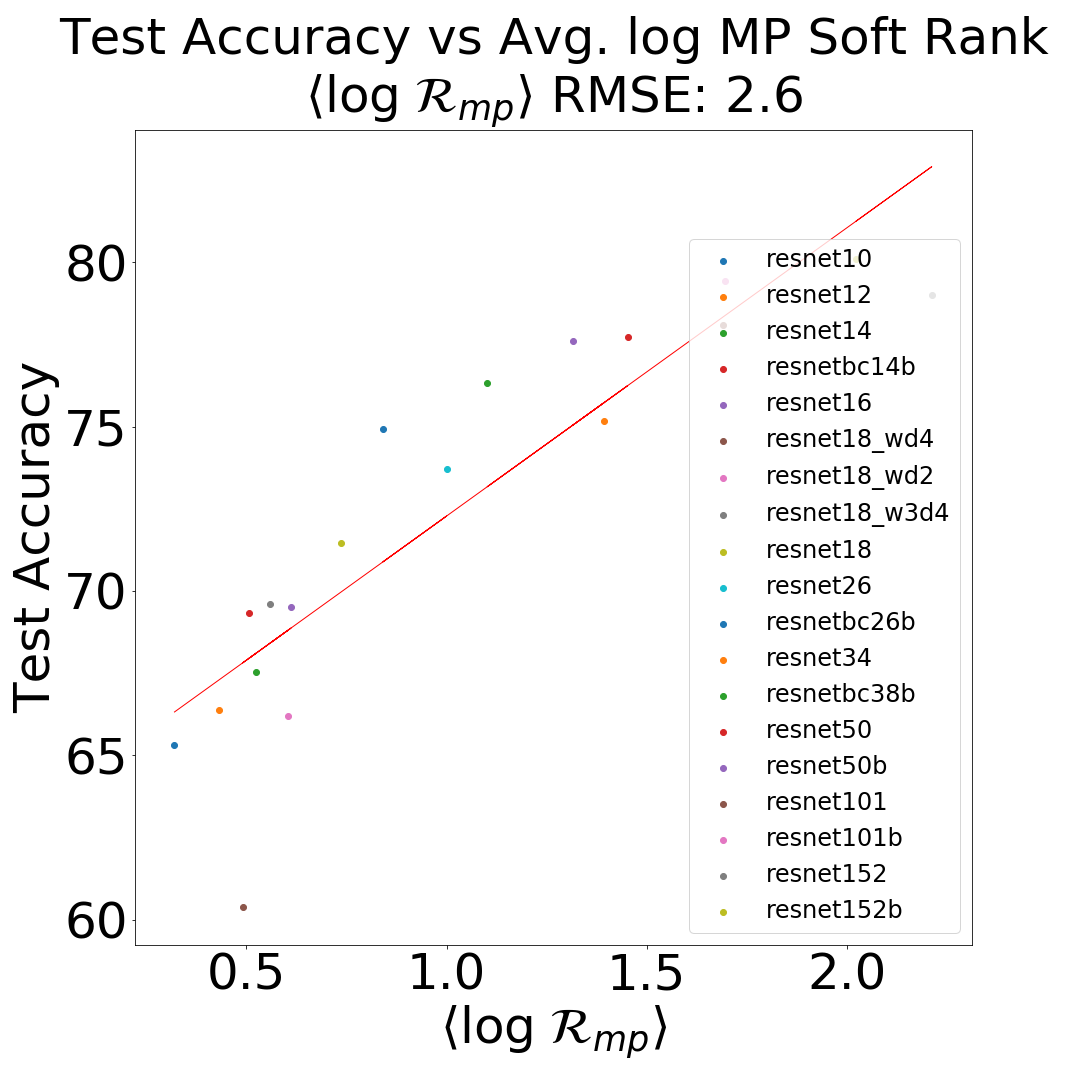 Test Accuracy vs Avg. log MP Soft Rank
⟨log ℛmp⟩ RMSE: 2.6
Test Accuracy
80
75
70
65
60
resnet10
resnet12
resnet14
resnetbc14b
resnet16
resnet18_wd4
resnet18_wd2
resnet18_w3d4
resnet18
resnet26
resnetbc26b
resnet34
resnetbc38b
resnet50
resnet50b
resnet101
resnet101b
resnet152
resnet152b
0.5 1.0 1.5 2.0
⟨log ℛmp⟩